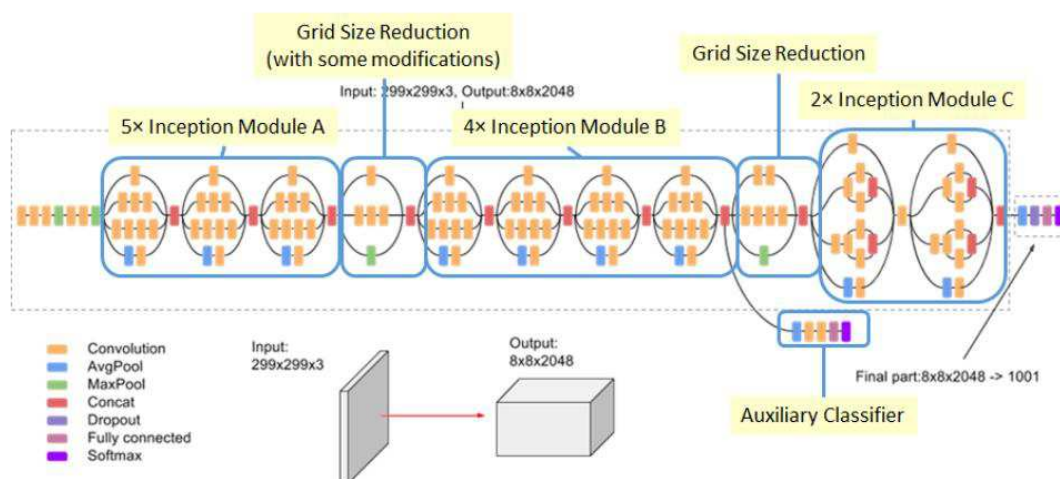 Grid Size Reduction
(with some modifications)
Grid Size Reduction
Input: 299x299x3, Output:8x8x2048
5× Inception Module A
4× Inception Module B
2× Inception Module C
Convolution
AvgPool
MaxPool
Concat
Dropout
Fully connected
Softmax
Input:
299x299x3
Output:
8x8x2048
Final part:8x8x2048 -> 1001
Auxiliary Classifier